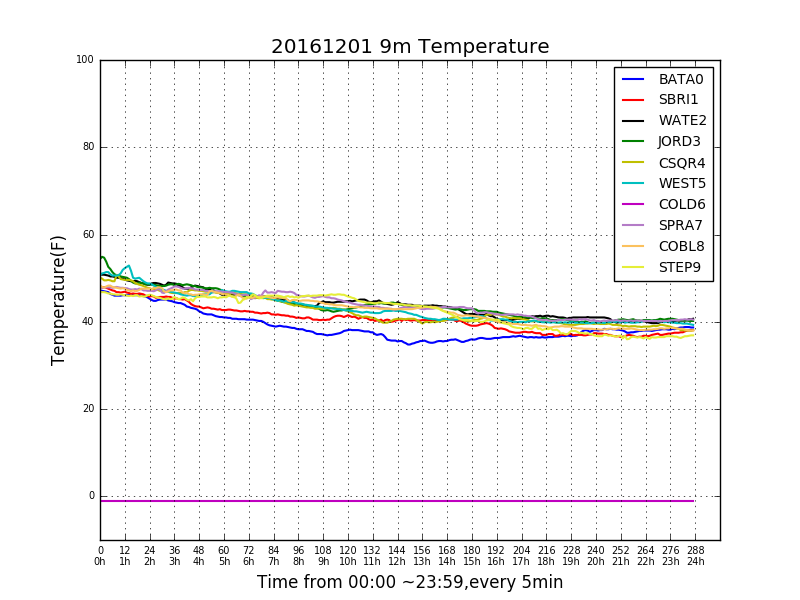 20161201 9m Temperature
100
80
60
40
20
0
Temperature(F)
BATA0
SBRI1
WATE2
JORD3
CSQR4
WEST5
COLD6
SPRA7
COBL8
STEP9
0 12 24 36 48 60 72 84 96 108 120 132 144 156 168 180 192 204 216 228 240 252 264 276 288
0h 1h 2h 3h 4h 5h 6h 7h 8h 9h 10h 11h 12h 13h 14h 15h 16h 17h 18h 19h 20h 21h 22h 23h 24h
Time from 00:00 ~23:59,every 5min